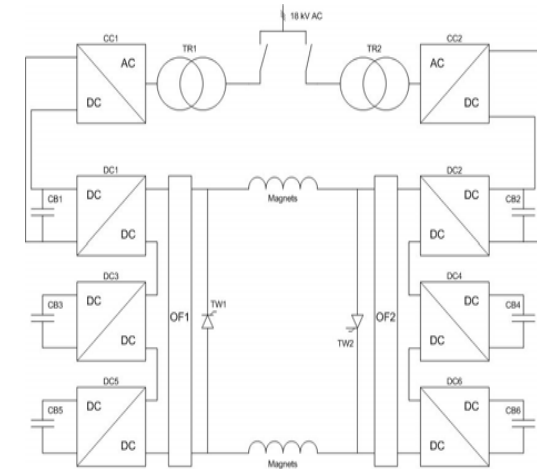 18 kV AC
CC1
TR1
TR2
CC2
AC
DC
AC
DC
DC1
DC2
DC
DC
DC
DC
CB1
CB2
Magnets
DC3
DC4
DC
DC
DC
DC
CB3
CB4
OF1
OF2
TW1
TW2
DC5
DC6
DC
DC
DC
DC
CB5
CB6
Magnets